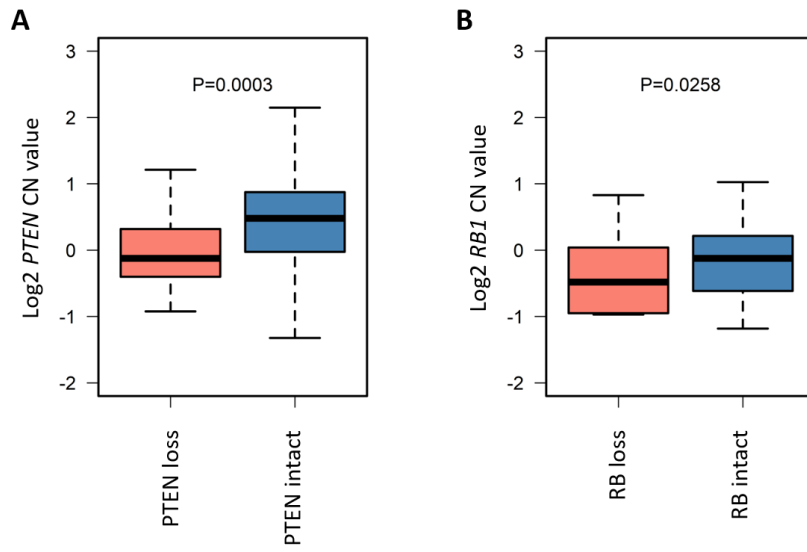 A
P=0.0003
Log2 PTEN CN value
3
2
1
0
-1
-2
PTEN loss
PTEN intact
B
P=0.0258
Log2 RB1 CN value
3
2
1
0
-1
-2
RB loss
RB intact